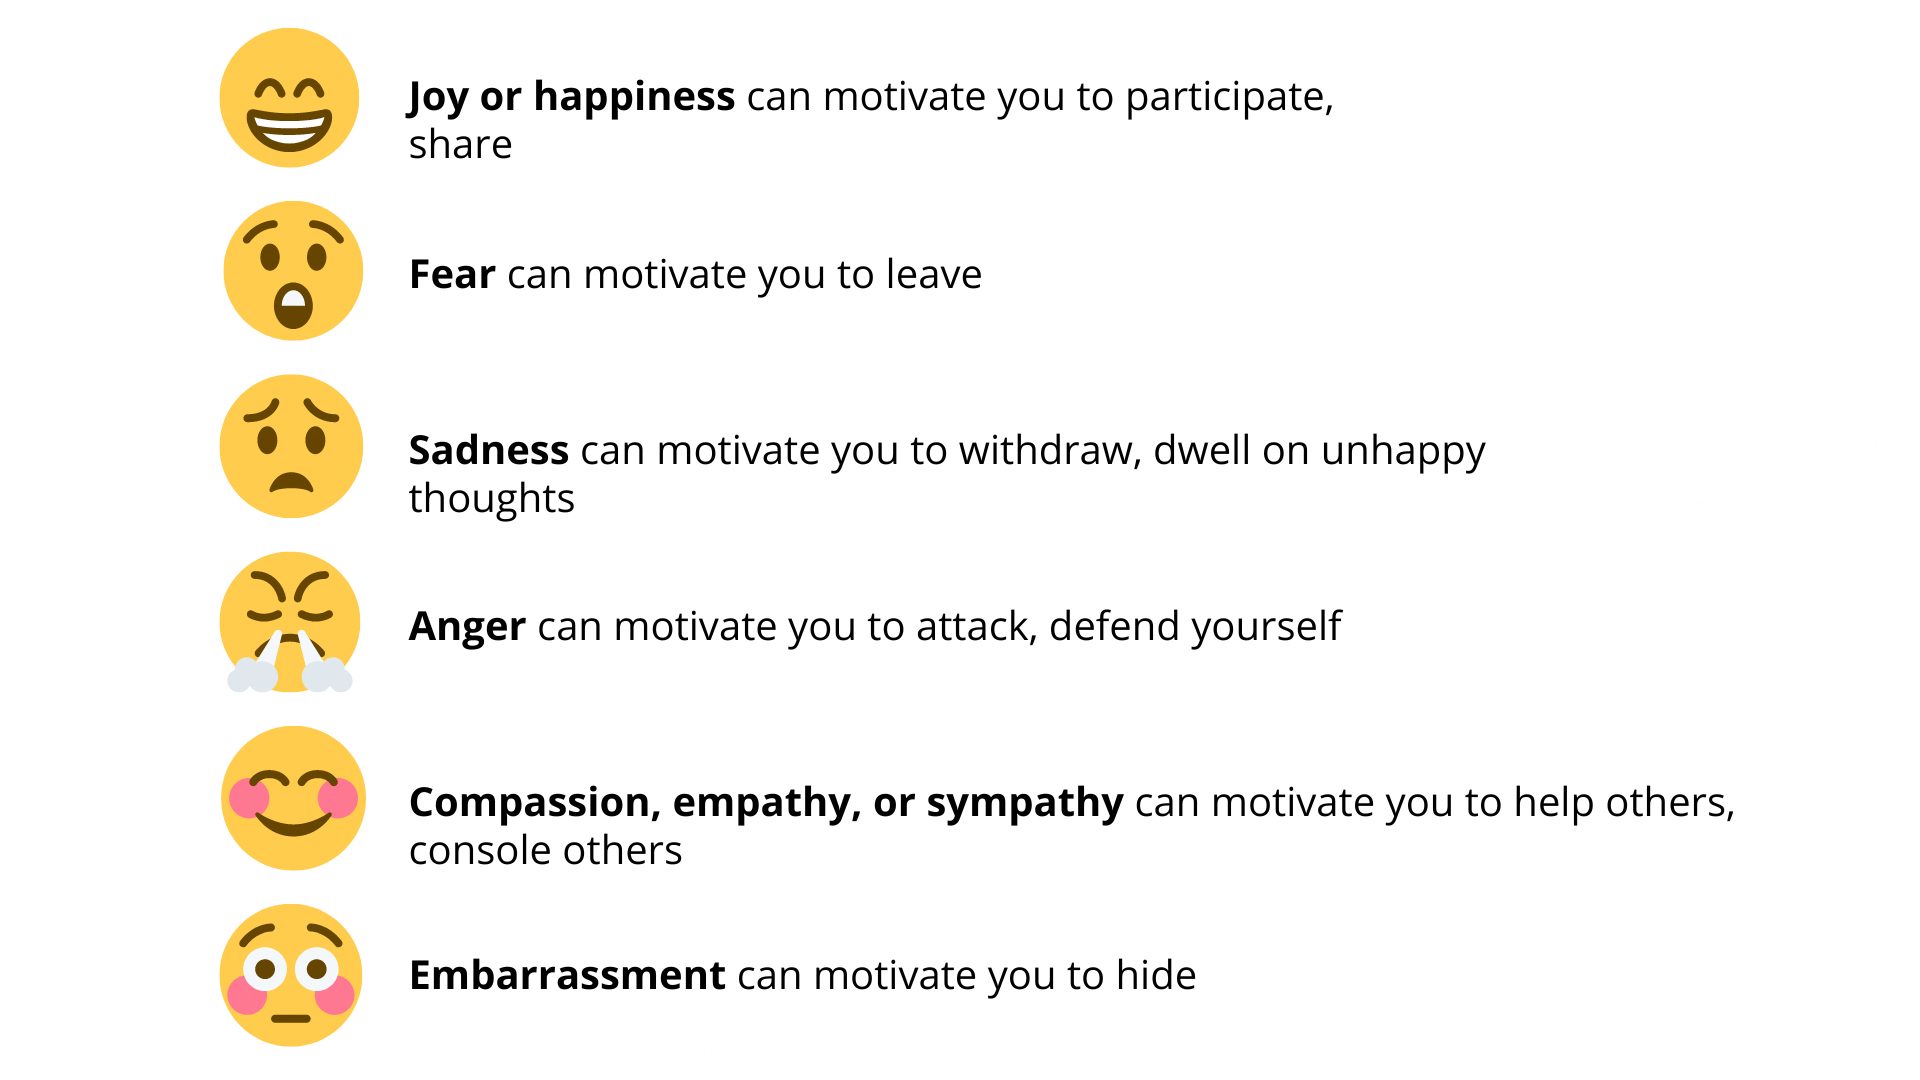 Joy or happiness can motivate you to participate,
share
Fear can motivate you to leave
Sadness can motivate you to withdraw, dwell on unhappy
thoughts
Anger can motivate you to attack, defend yourself
Compassion, empathy, or sympathy can motivate you to help others,
console others
Embarrassment can motivate you to hide